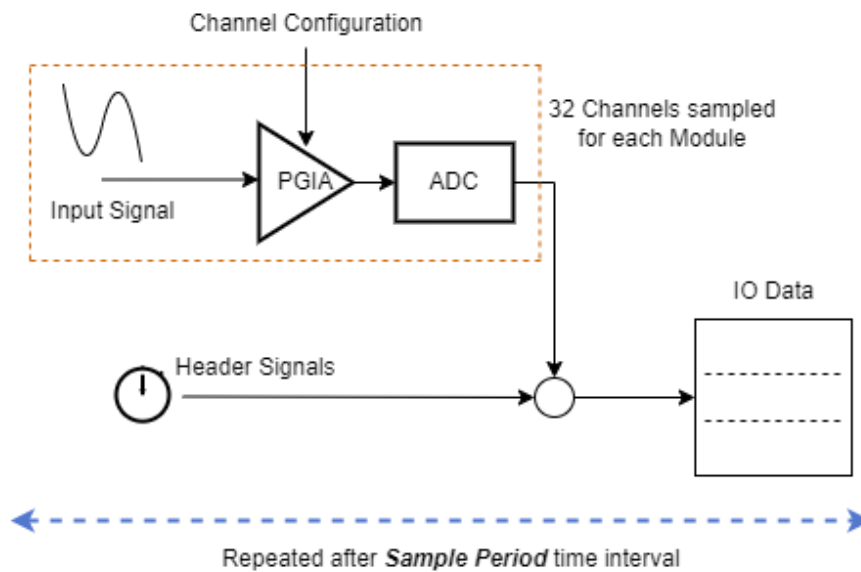 Channel Configuration
32 Channels sampled
for each Module
PGIA
ADC
Input Signal
IO Data
Header Signals
Repeated after Sample Period time interval